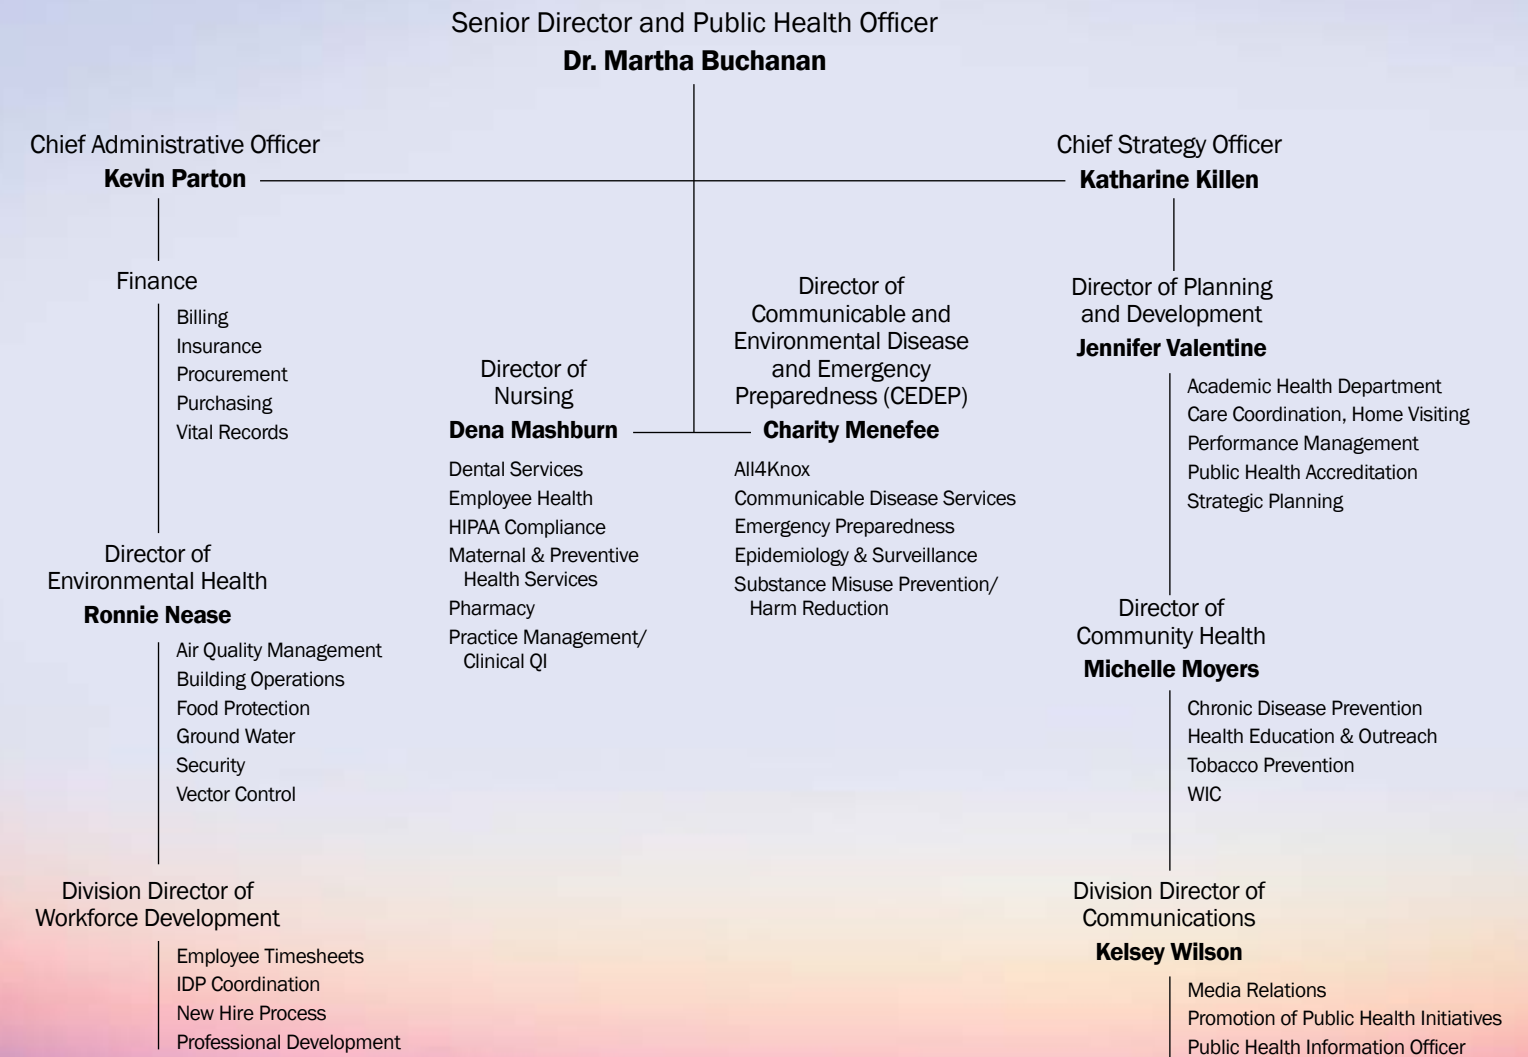 Senior Director and Public Health Officer
Dr. Martha Buchanan
Chief Administrative Officer
Kevin Parton
Finance
Billing
Insurance
Procurement
Purchasing
Vital Records
Director of
Environmental Health
Ronnie Nease
Air Quality Management
Building Operations
Food Protection
Ground Water
Security
Vector Control
Division Director of
Workforce Development
Employee Timesheets
IDP Coordination
New Hire Process
Professional Development
Director of
Nursing
Dena Mashburn
Dental Services
Employee Health
HIPAA Compliance
Maternal & Preventive
Health Services
Pharmacy
Practice Management/
Clinical QI
Director of
Communicable and
Environmental Disease
and Emergency
Preparedness (CEDEP)
Charity Menefee
All4Knox
Communicable Disease Services
Emergency Preparedness
Epidemiology & Surveillance
Substance Misuse Prevention/
Harm Reduction
Chief Strategy Officer
Katharine Killen
Director of Planning
and Development
Jennifer Valentine
Academic Health Department
Care Coordination, Home Visiting
Performance Management
Public Health Accreditation
Strategic Planning
Director of
Community Health
Michelle Moyers
Chronic Disease Prevention
Health Education & Outreach
Tobacco Prevention
WIC
Division Director of
Communications
Kelsey Wilson
Media Relations
Promotion of Public Health Initiatives
Public Health Information Officer